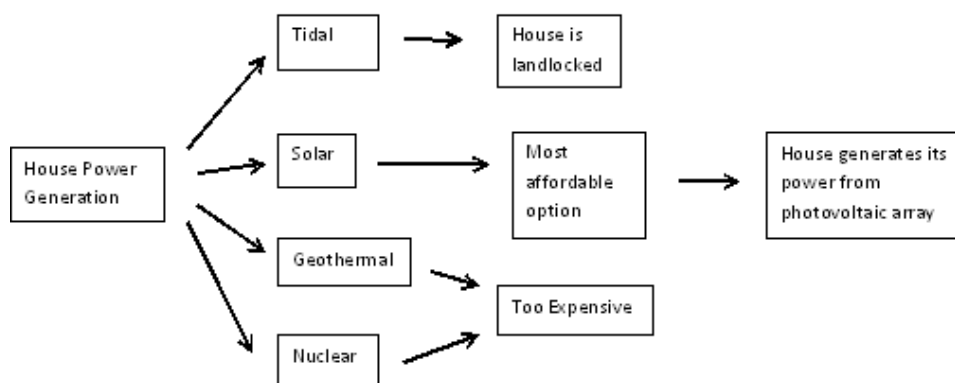 Tidal
House is
landlocked
House Power
Generation
Solar
Most
affordable
option
House generates its
power from
photovoltaic array
Geothermal
Too Expensive
Nuclear